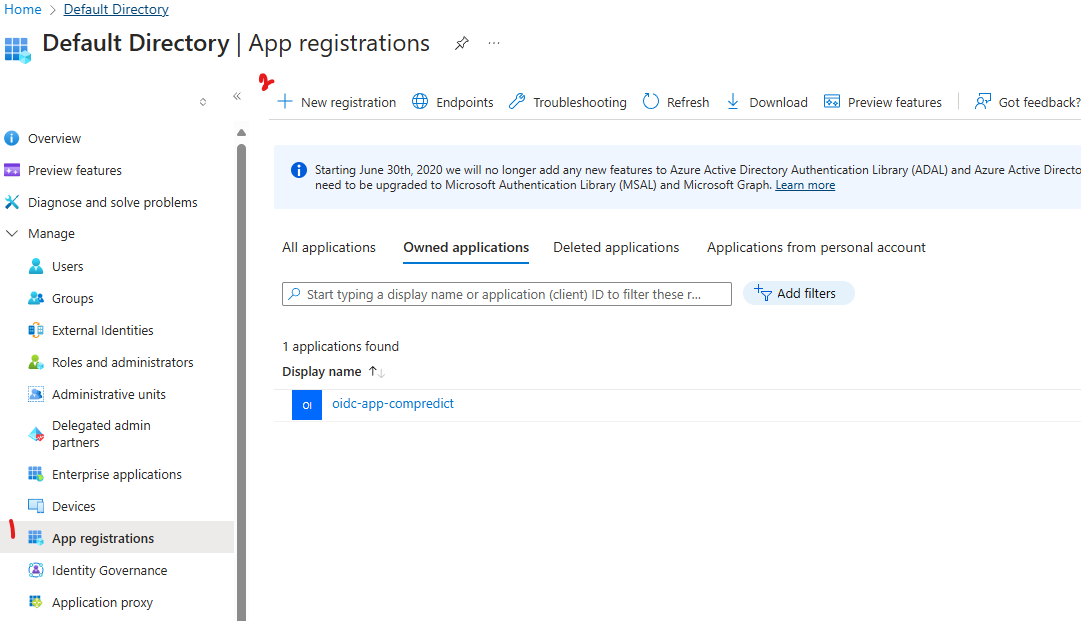 Home > Default Directory
Default Directory | App registrations
2
New registration Endpoints Troubleshooting Refresh Download Preview features Got feedback?
Overview
Preview features
Diagnose and solve problems
Manage
Users
Groups
External Identities
Roles and administrators
Administrative units
Delegated admin
partners
Enterprise applications
Devices
1
App registrations
Identity Governance
Application proxy
Starting June 30th, 2020 we will no longer add any new features to Azure Active Directory Authentication Library (ADAL) and Azure Active Directo
need to be upgraded to Microsoft Authentication Library (MSAL) and Microsoft Graph. Learn more
All applications Owned applications Deleted applications Applications from personal account
Start typing a display name or application (client) ID to filter these r...
Add filters
1 applications found
Display name
OI
oidc-app-compredict